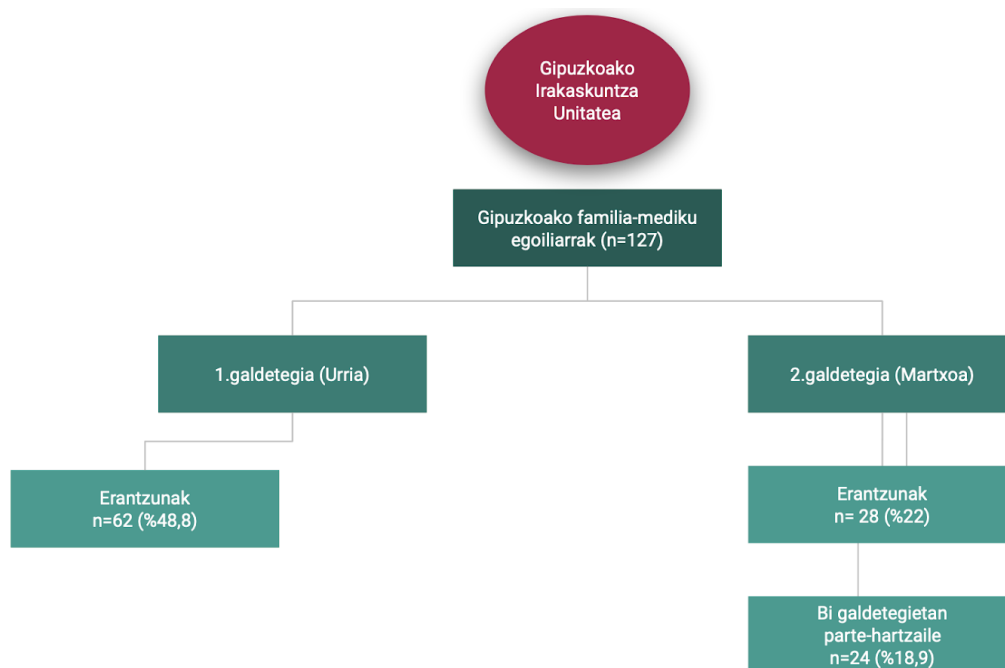 Gipuzkoako
Irakaskuntza
Unitatea
Gipuzkoako familia-mediku
egoiliarrak (n=127)
1.galdetegia (Urria)
2.galdetegia (Martxoa)
Erantzunak
n=62 (%48,8)
Erantzunak
n= 28 (%22)
Bi galdetegietan
parte-hartzaile
n=24 (%18,9)